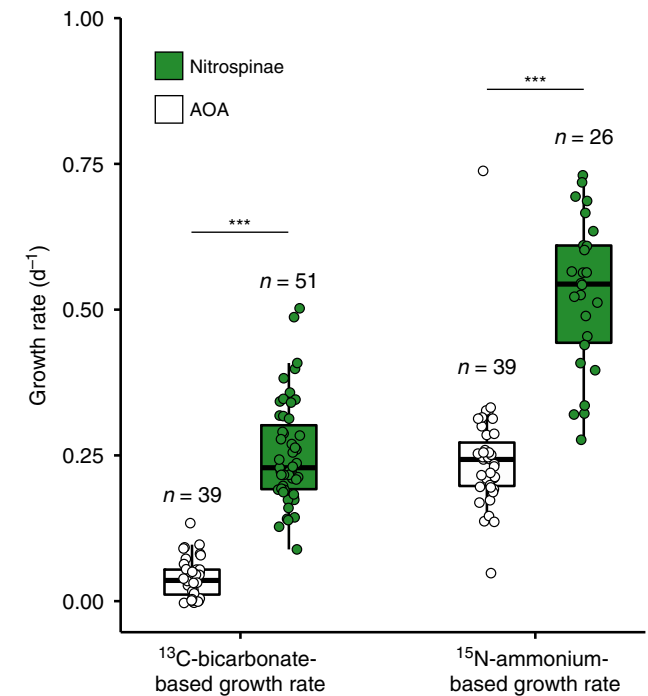 1.00
0.75
0.50
0.25
0.00
Growth rate (d⁻¹)
Nitrospinae
AOA
***
n = 39
n = 51
***
n = 39
n = 26
¹³C-bicarbonate-
based growth rate
¹⁵N-ammonium-
based growth rate